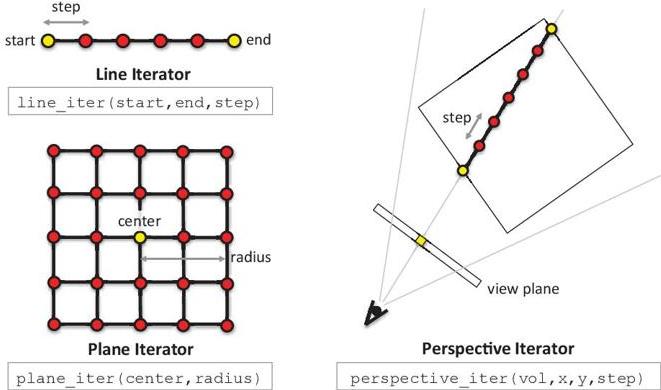 step
start
end
Line Iterator
line_iter(start,end,step)
center
radius
Plane Iterator
plane_iter(center,radius)
step
view plane
Perspective Iterator
perspective_iter(vol,x,y,step)